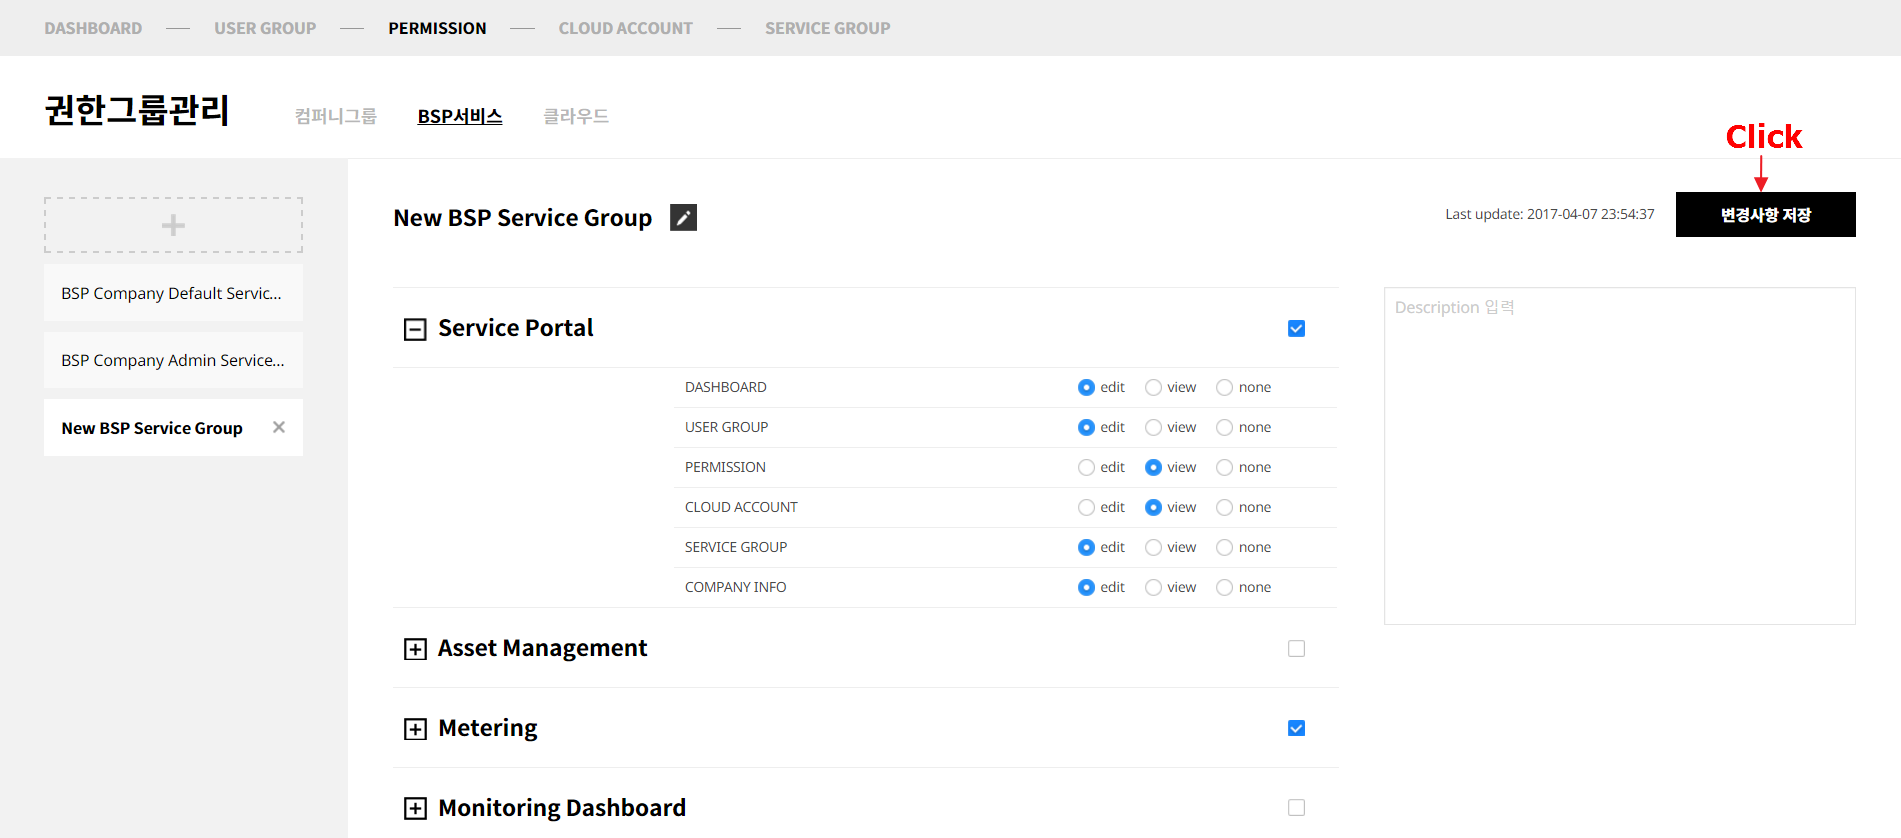 DASHBOARD USER GROUP PERMISSION CLOUD ACCOUNT SERVICE GROUP
권한그룹관리 컴퍼니그룹 BSP서비스 클라우드
Click
New BSP Service Group Last update: 2017-04-07 23:54:37 변경사항 저장
BSP Company Default Servic...
BSP Company Admin Service...
New BSP Service Group
Description 입력
Service Portal
DASHBOARD edit view none
USER GROUP edit view none
PERMISSION edit view none
CLOUD ACCOUNT edit view none
SERVICE GROUP edit view none
COMPANY INFO edit view none
Asset Management
Metering
Monitoring Dashboard